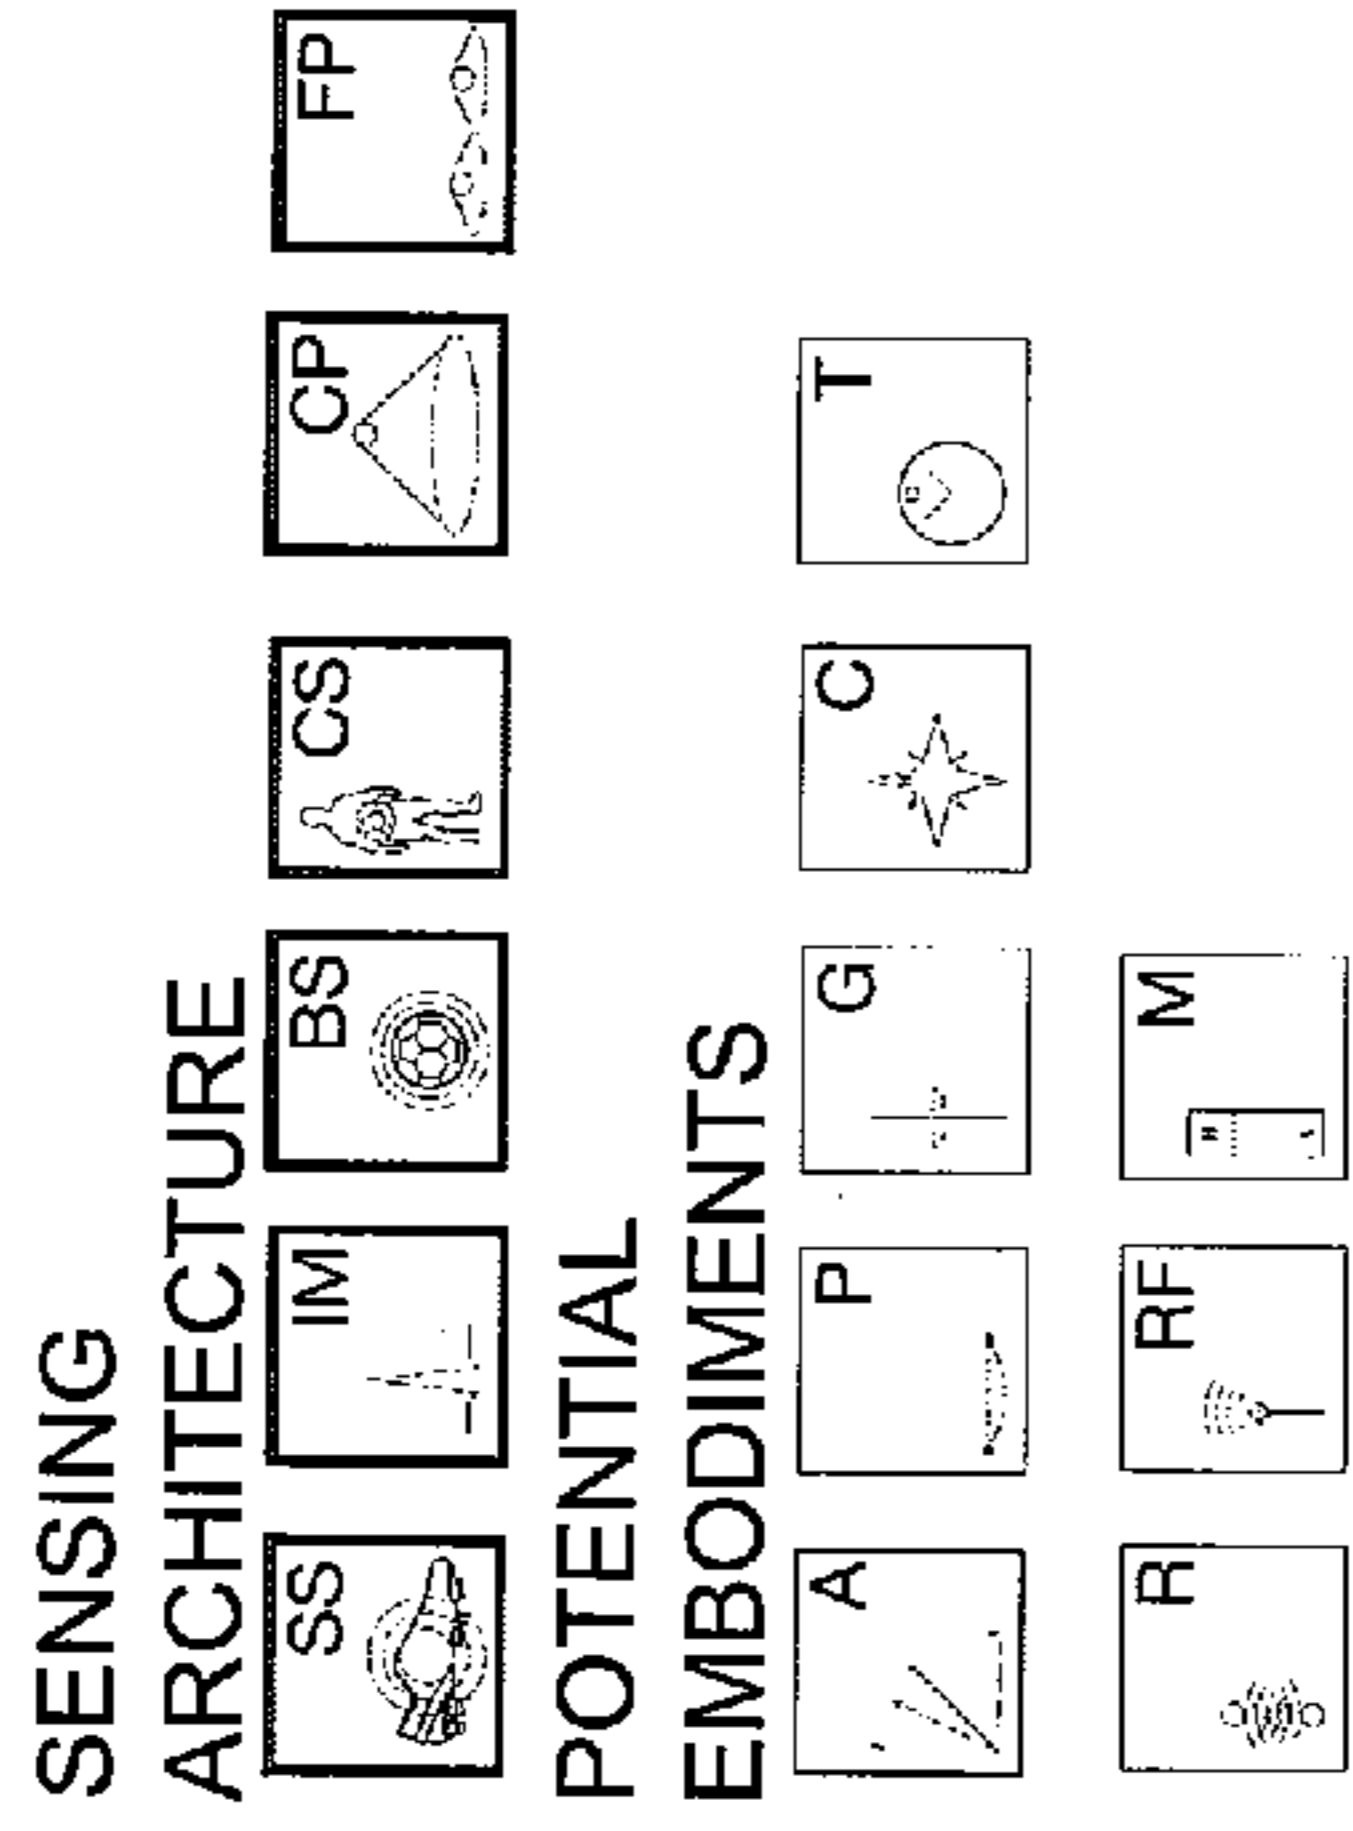 SENSING
ARCHITECTURE
SS IM BS CS CP FP
POTENTIAL
EMBODIMENTS
A P G C T
R RF M